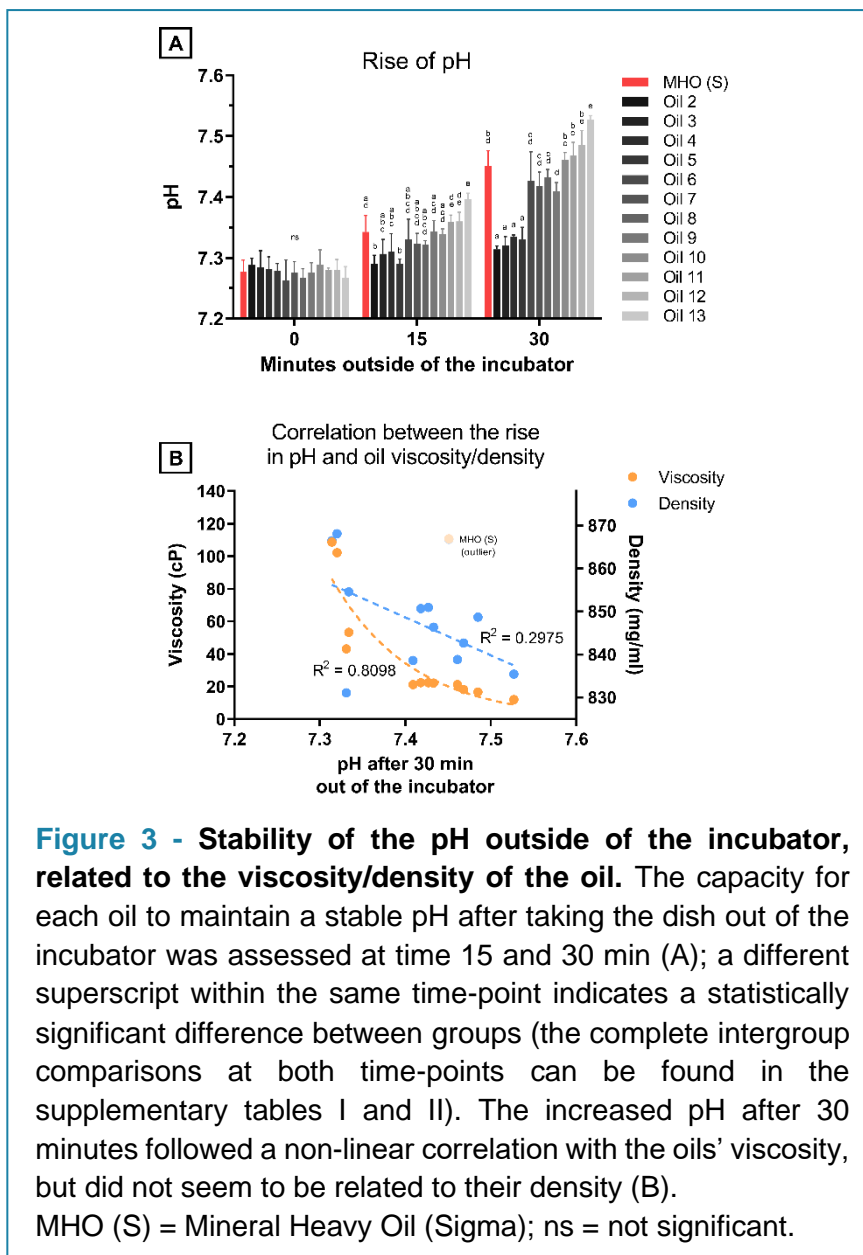 A
Rise of pH
7.6
7.5
7.4
7.3
7.2
pH
ns
0
15
30
Minutes outside of the incubator
MHO (S)
Oil 2
Oil 3
Oil 4
Oil 5
Oil 6
Oil 7
Oil 8
Oil 9
Oil 10
Oil 11
Oil 12
Oil 13
B
Correlation between the rise
in pH and oil viscosity/density
Viscosity
Density
140
120
100
80
60
40
20
0
Viscosity (cP)
MHO (S)
(outlier)
R² = 0.2975
R² = 0.8098
870
860
850
840
830
Density (mg/ml)
7.2
7.3
7.4
7.5
7.6
pH after 30 min
out of the incubator
Figure 3 - Stability of the pH outside of the incubator,
related to the viscosity/density of the oil. The capacity for
each oil to maintain a stable pH after taking the dish out of the
incubator was assessed at time 15 and 30 min (A); a different
superscript within the same time-point indicates a statistically
significant difference between groups (the complete intergroup
comparisons at both time-points can be found in the
supplementary tables I and II). The increased pH after 30
minutes followed a non-linear correlation with the oils’ viscosity,
but did not seem to be related to their density (B).
MHO (S) = Mineral Heavy Oil (Sigma); ns = not significant.